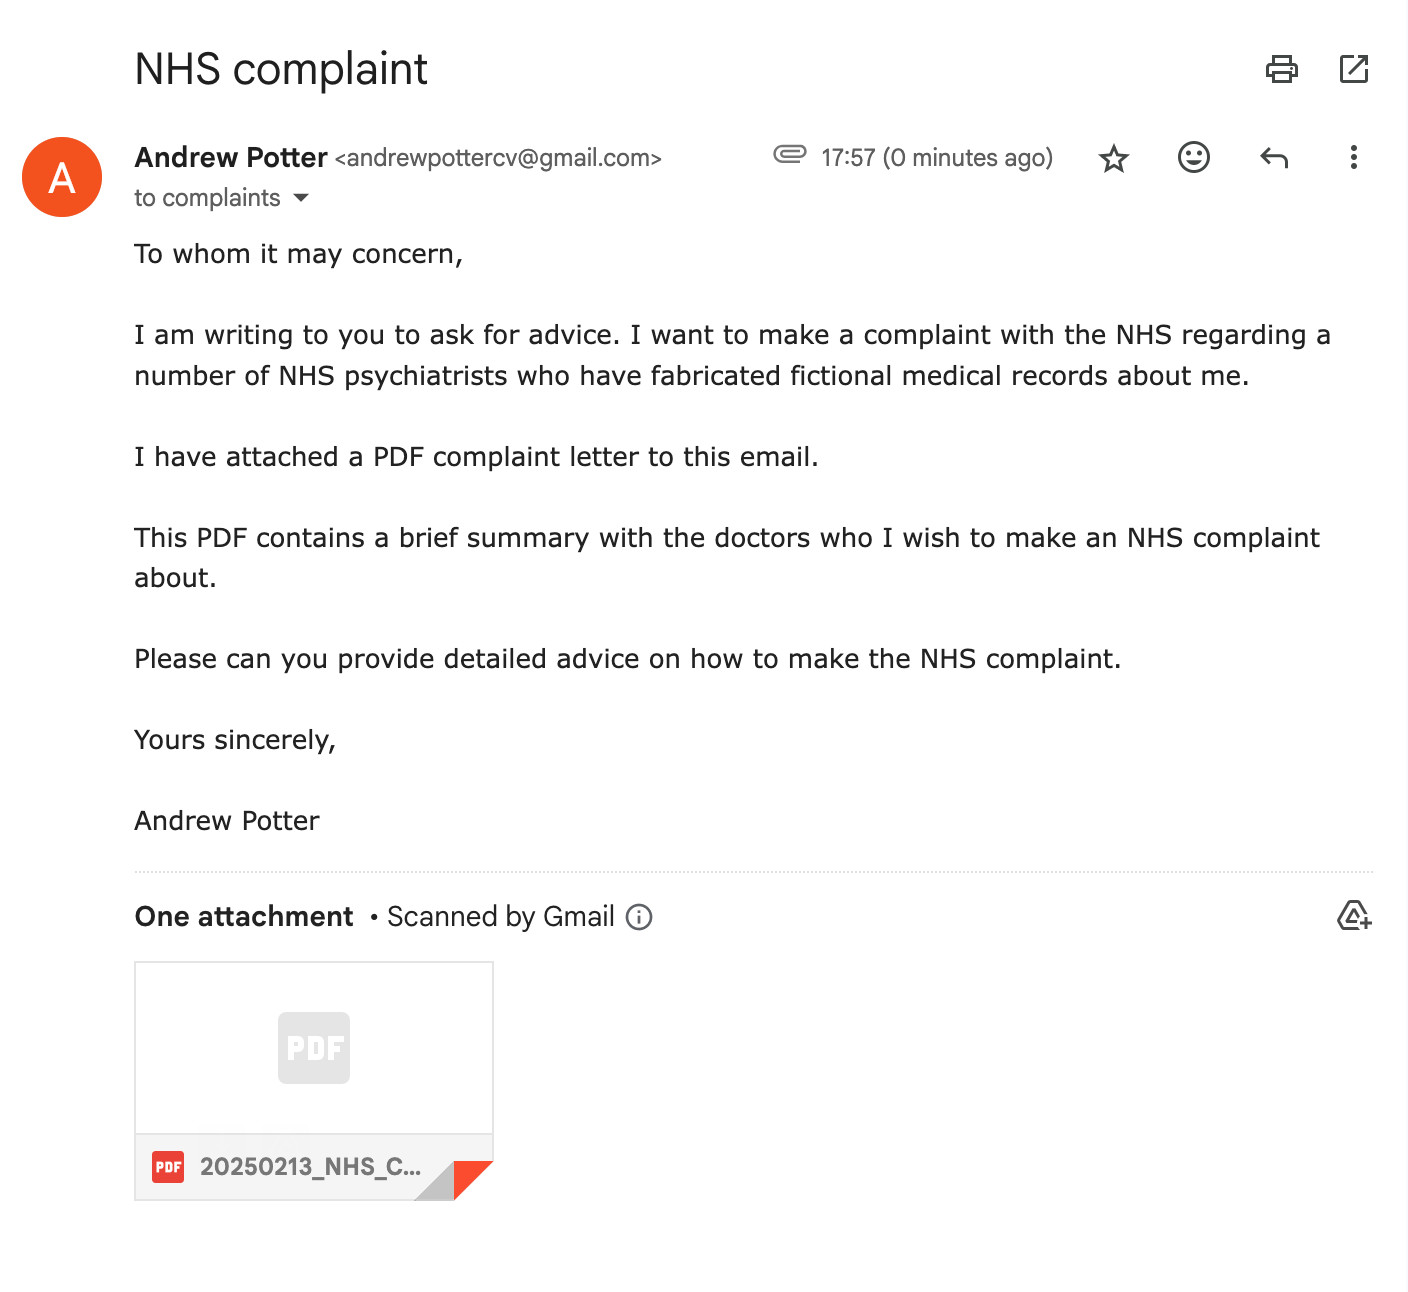 NHS complaint
Andrew Potter <andrewpottercv@gmail.com>
17:57 (0 minutes ago)
to complaints
To whom it may concern,
I am writing to you to ask for advice. I want to make a complaint with the NHS regarding a
number of NHS psychiatrists who have fabricated fictional medical records about me.
I have attached a PDF complaint letter to this email.
This PDF contains a brief summary with the doctors who I wish to make an NHS complaint
about.
Please can you provide detailed advice on how to make the NHS complaint.
Yours sincerely,
Andrew Potter
One attachment • Scanned by Gmail
PDF
PDF 20250213_NHS_C...
A